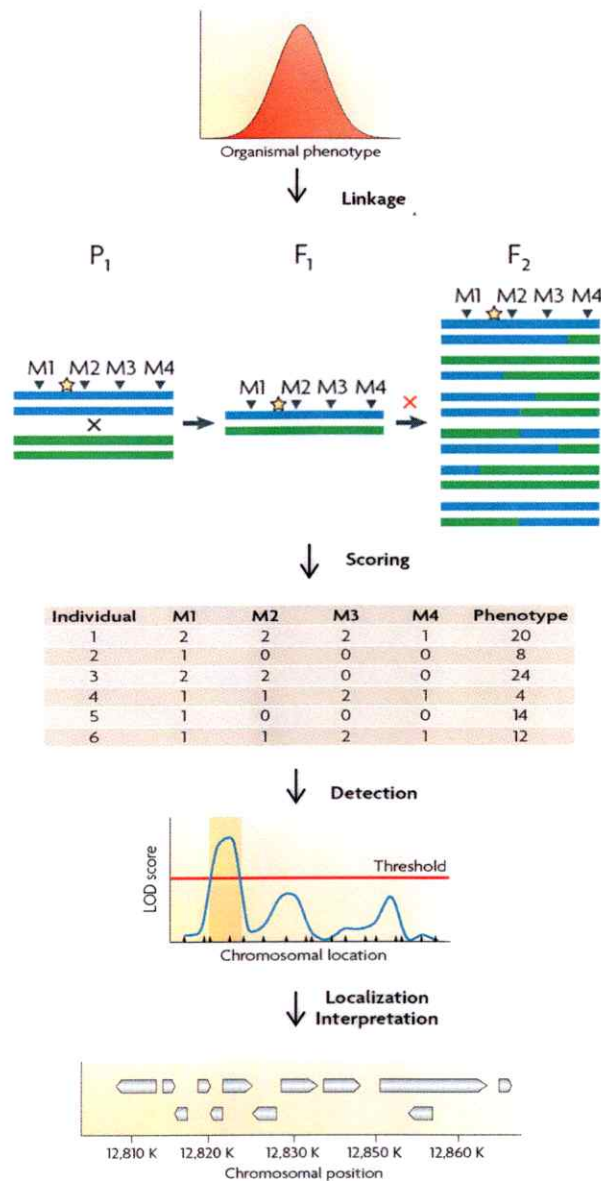 Organismal phenotype
Linkage
P1 F1 F2
M1 M2 M3 M4
M1 M2 M3 M4
M1 M2 M3 M4
×
×
Scoring
Individual M1 M2 M3 M4 Phenotype
1 2 2 2 1 20
2 1 0 0 0 8
3 2 2 0 0 24
4 1 1 2 1 4
5 1 0 0 0 14
6 1 1 2 1 12
Detection
LOD score
Threshold
Chromosomal location
Localization
Interpretation
12,810 K 12,820 K 12,830 K 12,850 K 12,860 K
Chromosomal position